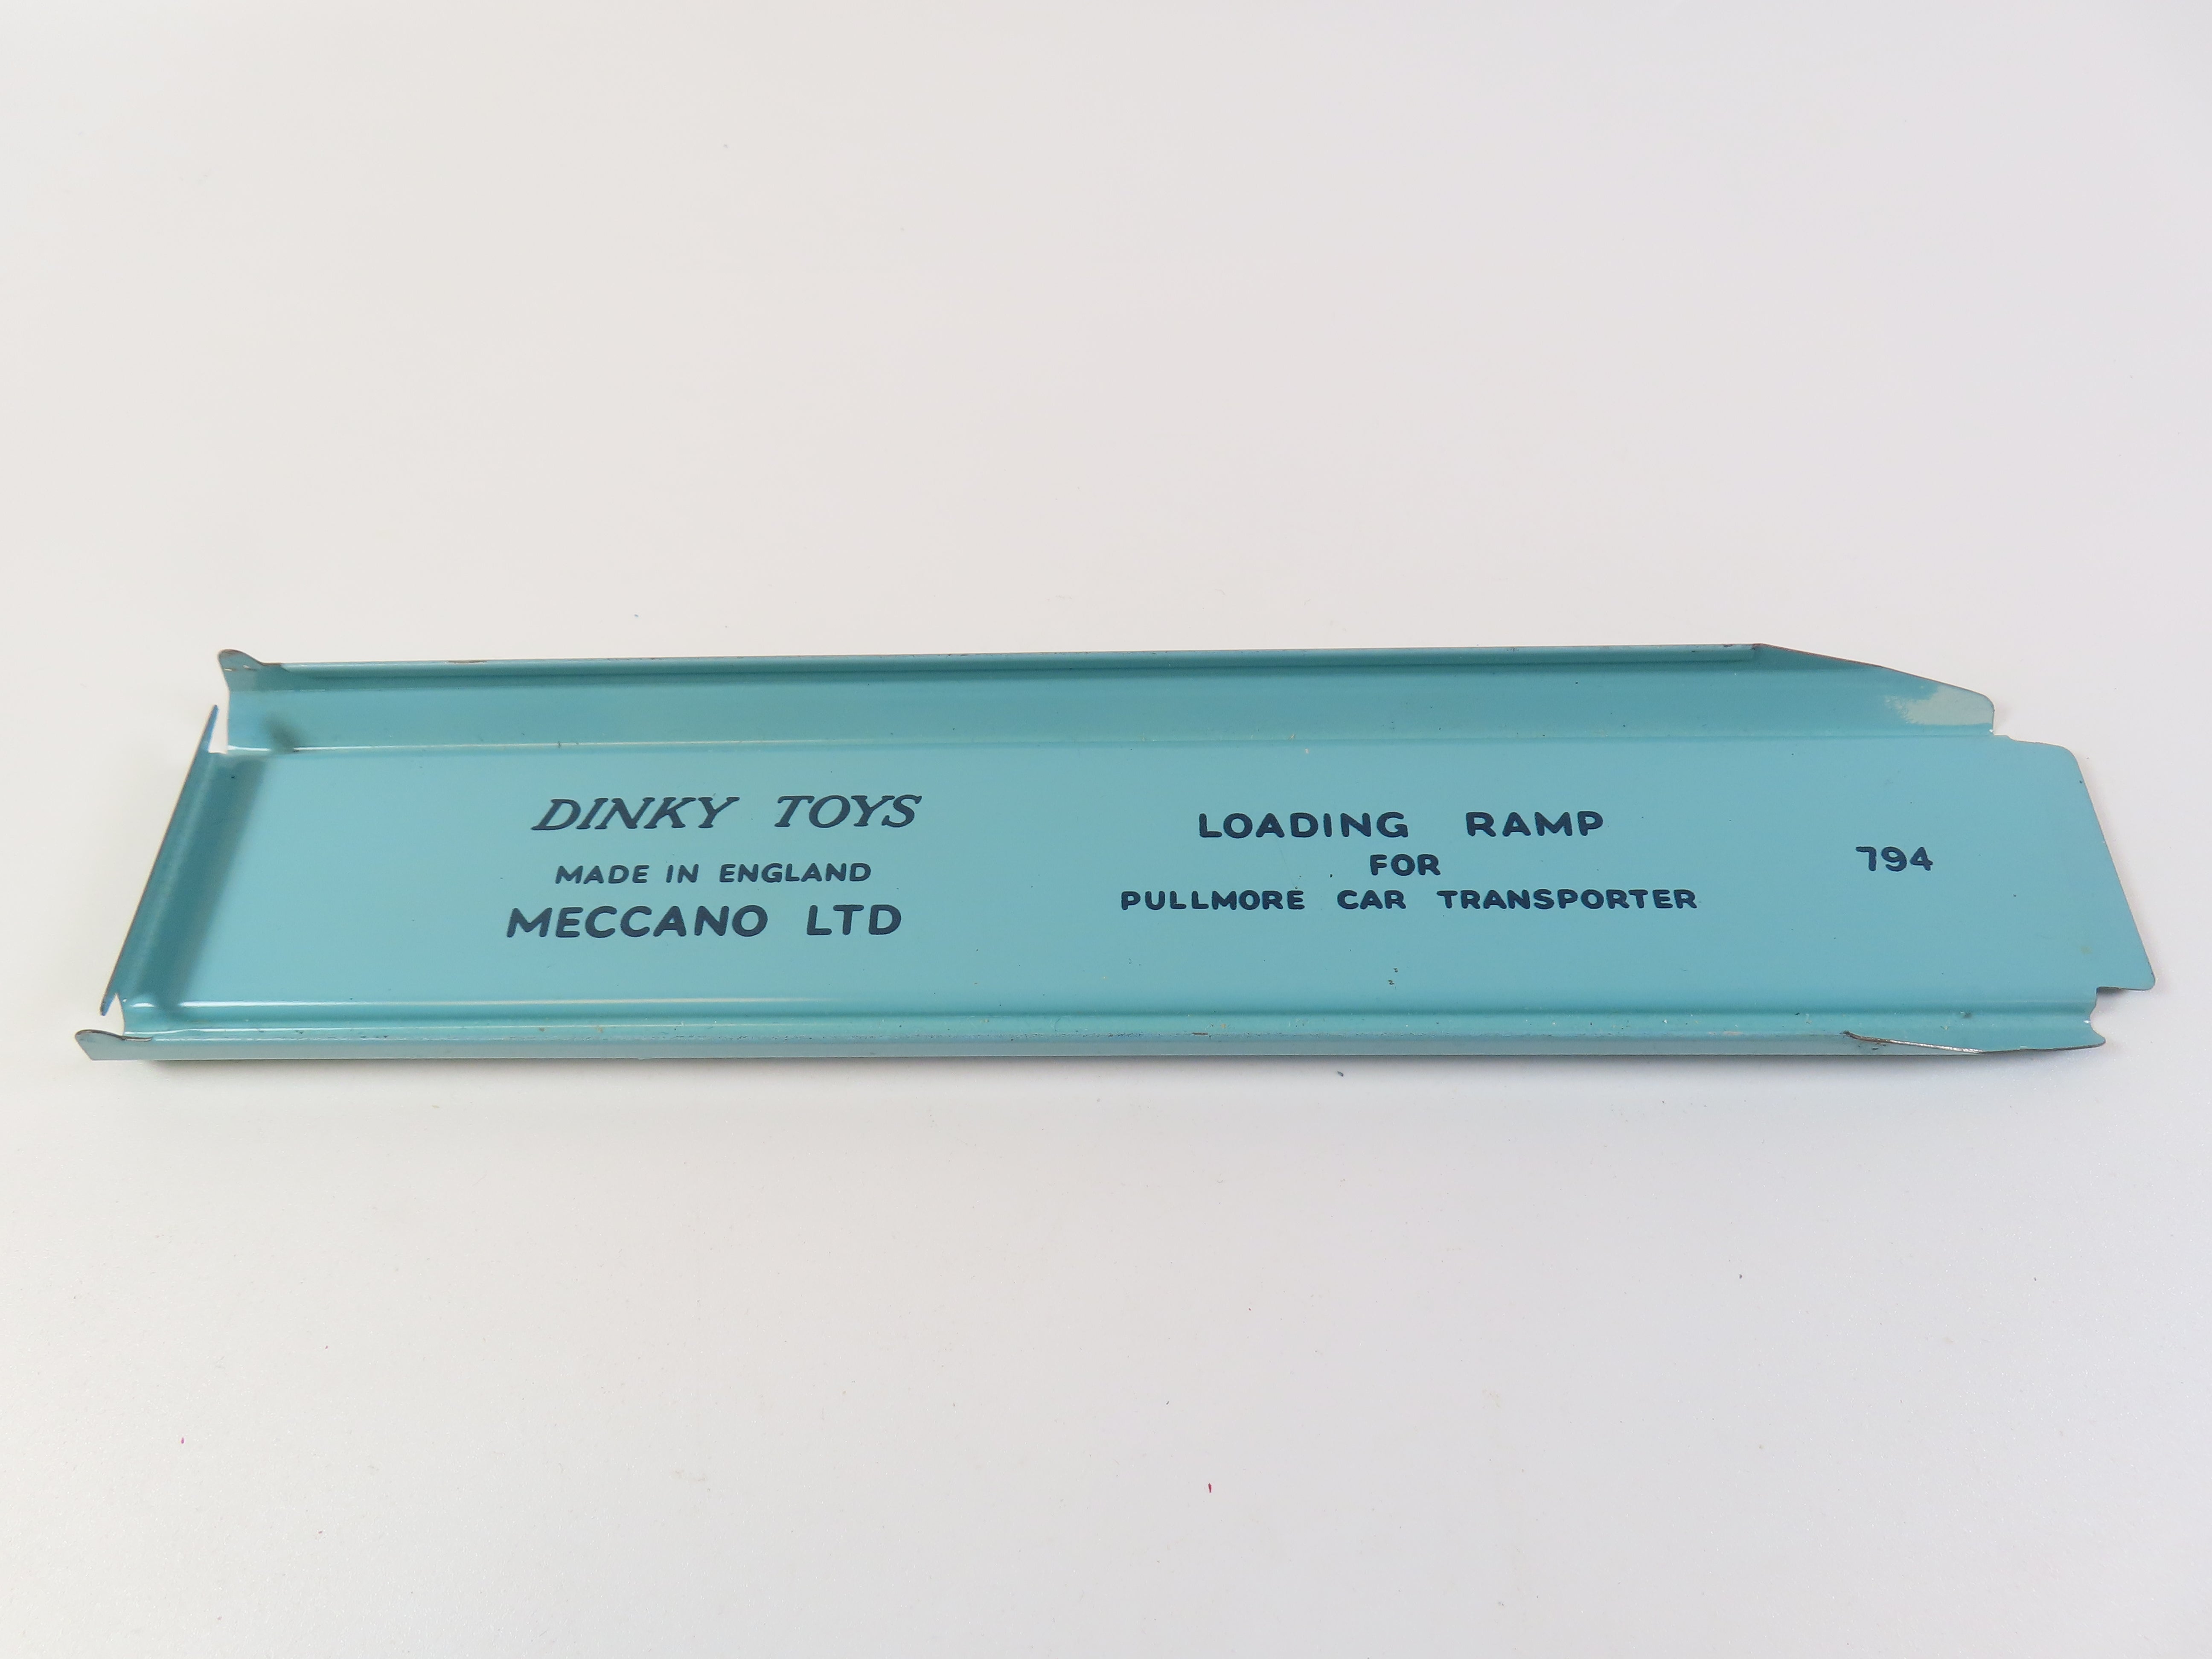 DINKY TOYS
MADE IN ENGLAND
MECCANO LTD
LOADING RAMP
FOR
PULLMORE CAR TRANSPORTER
794